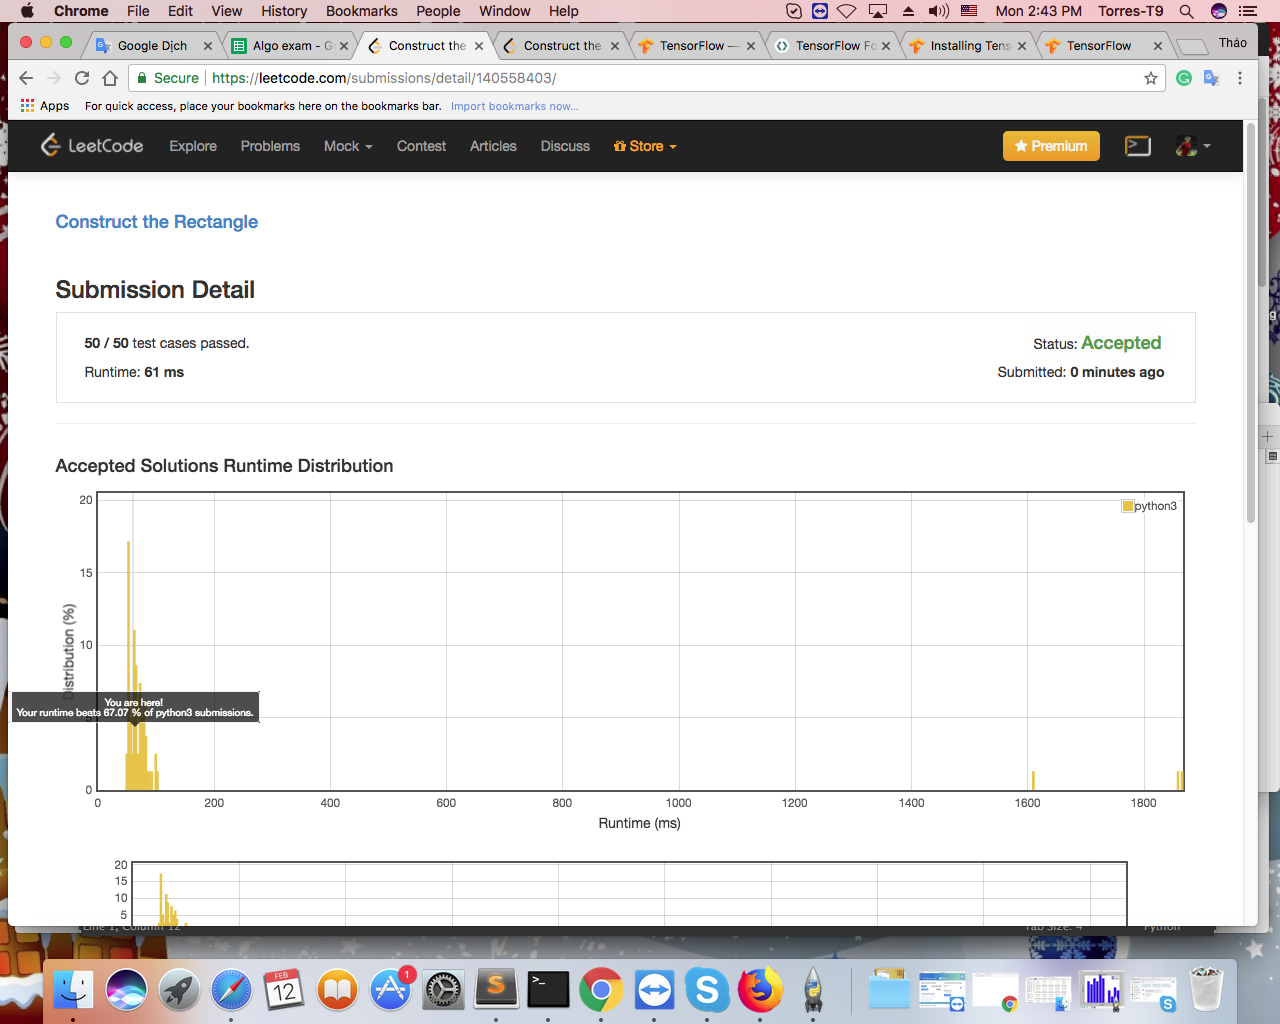 Chrome File Edit View History Bookmarks People Window Help Mon 2:43 PM Torres-T9
Google Dịch
Algo exam - G
Construct the
Construct the
TensorFlow —
TensorFlow Fo
Installing Tens
TensorFlow
Thảo
Secure https://leetcode.com/submissions/detail/140558403/
Apps For quick access, place your bookmarks here on the bookmarks bar. Import bookmarks now...
LeetCode Explore Problems Mock Contest Articles Discuss Store Premium
Construct the Rectangle
Submission Detail
50 / 50 test cases passed.
Status: Accepted
Runtime: 61 ms
Submitted: 0 minutes ago
Accepted Solutions Runtime Distribution
20
15
10
5
0
Distribution (%)
python3
You are here!
Your runtime beats 67.07 % of python3 submissions.
0 200 400 600 800 1000 1200 1400 1600 1800
Runtime (ms)
20
15
10
5
Line 1, Column 12
Tab Size: 4
Python
FEB
12
1